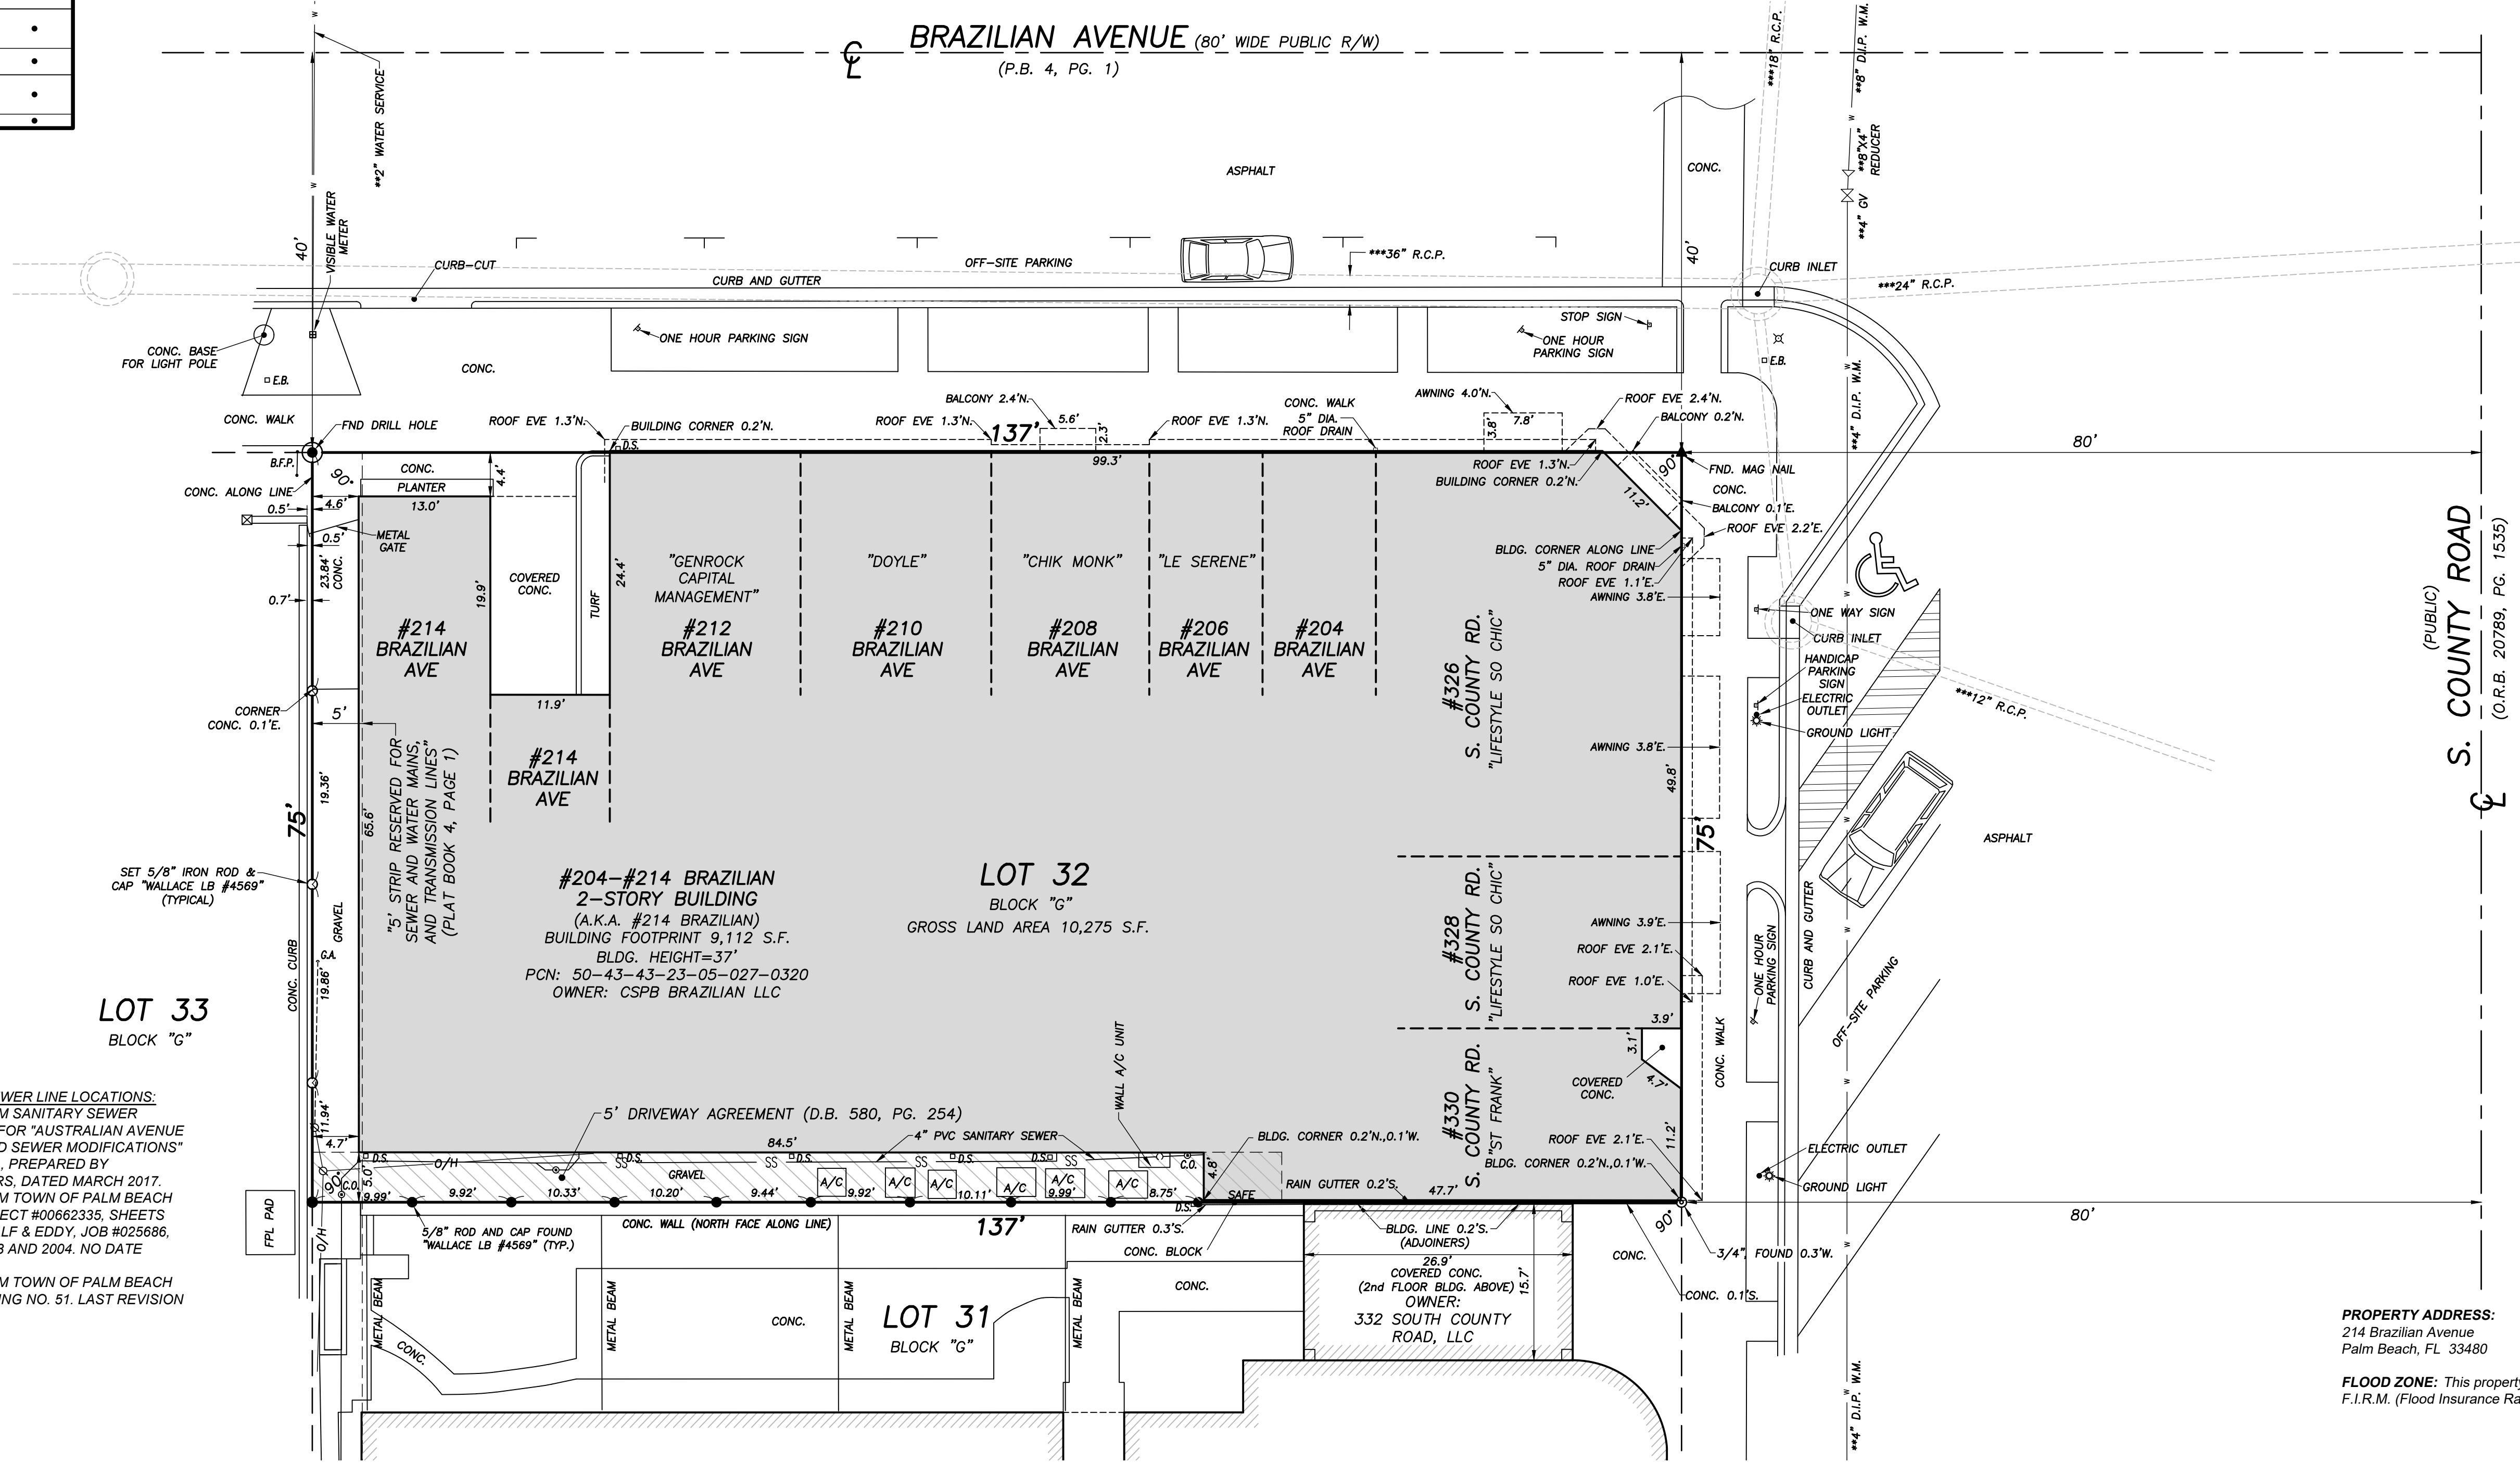 BRAZILIAN AVENUE (80' WIDE PUBLIC R/W)
(P.B. 4, PG. 1)
℄
**2" WATER SERVICE
***18" R.C.P.
**8" D.I.P. W.M.
**8"X4"
REDUCER
**4" GV
CONC.
ASPHALT
40'
VISIBLE WATER
METER
40'
CURB-CUT
OFF-SITE PARKING
CURB AND GUTTER
***36" R.C.P.
CURB INLET
***24" R.C.P.
CONC. BASE
FOR LIGHT POLE
E.B.
CONC.
ONE HOUR PARKING SIGN
STOP SIGN
ONE HOUR
PARKING SIGN
E.B.
**4" D.I.P. W.M.
CONC. WALK
FND DRILL HOLE
ROOF EVE 1.3'N.
BUILDING CORNER 0.2'N.
D.S.
ROOF EVE 1.3'N.
BALCONY 2.4'N.
5.6'
2.3'
137'
99.3'
ROOF EVE 1.3'N.
CONC. WALK
5" DIA.
ROOF DRAIN
AWNING 4.0'N.
7.8'
3.8'
ROOF EVE 2.4'N.
BALCONY 0.2'N.
ROOF EVE 1.3'N.
BUILDING CORNER 0.2'N.
90°
FND. MAG NAIL
CONC.
11.2'
BALCONY 0.1'E.
ROOF EVE 2.2'E.
80'
B.F.P.
90°
CONC.
PLANTER
4.4'
CONC. ALONG LINE
4.6'
13.0'
0.5'
0.5'
METAL
GATE
23.84'
CONC.
0.7'
19.9'
COVERED
CONC.
TURF
24.4'
"GENROCK
CAPITAL
MANAGEMENT"
"DOYLE"
"CHIK MONK"
"LE SERENE"
#214
BRAZILIAN
AVE
#212
BRAZILIAN
AVE
#210
BRAZILIAN
AVE
#208
BRAZILIAN
AVE
#206
BRAZILIAN
AVE
#204
BRAZILIAN
AVE
#326
S. COUNTY RD.
"LIFESTYLE SO CHIC"
BLDG. CORNER ALONG LINE
5" DIA. ROOF DRAIN
ROOF EVE 1.1'E.
AWNING 3.8'E.
ONE WAY SIGN
CURB INLET
HANDICAP
PARKING
SIGN
ELECTRIC
OUTLET
GROUND LIGHT
***12" R.C.P.
(PUBLIC)
S. COUNTY ROAD
(O.R.B. 20789, PG. 1535)
℄
CORNER
CONC. 0.1'E.
5'
11.9'
#214
BRAZILIAN
AVE
AWNING 3.8'E.
49.8'
19.36'
75'
65.6'
"5' STRIP RESERVED FOR
SEWER AND WATER MAINS,
AND TRANSMISSION LINES"
(PLAT BOOK 4, PAGE 1)
75'
ASPHALT
SET 5/8" IRON ROD &
CAP "WALLACE LB #4569"
(TYPICAL)
#204-#214 BRAZILIAN
2-STORY BUILDING
(A.K.A. #214 BRAZILIAN)
BUILDING FOOTPRINT 9,112 S.F.
BLDG. HEIGHT=37'
PCN: 50-43-43-23-05-027-0320
OWNER: CSPB BRAZILIAN LLC
LOT 32
BLOCK "G"
GROSS LAND AREA 10,275 S.F.
#328
S. COUNTY RD.
"LIFESTYLE SO CHIC"
AWNING 3.9'E.
ROOF EVE 2.1'E.
ROOF EVE 1.0'E.
ONE HOUR
PARKING SIGN
CURB AND GUTTER
OFF-SITE PARKING
GRAVEL
G.A.
19.86'
CONC. CURB
LOT 33
BLOCK "G"
3.9'
3.1'
4.7'
COVERED
CONC.
CONC. WALK
#330
S. COUNTY RD.
"ST FRANK"
WALL A/C UNIT
11.94'
4.7'
5' DRIVEWAY AGREEMENT (D.B. 580, PG. 254)
84.5'
4" PVC SANITARY SEWER
BLDG. CORNER 0.2'N.,0.1'W.
ROOF EVE 2.1'E.
11.2'
BLDG. CORNER 0.2'N.,0.1'W.
ELECTRIC OUTLET
GROUND LIGHT
D.S.
O/H
SS
D.S.
SS
D.S.
SS
D.S.
D.S.
SS
C.O.
GRAVEL
A/C
A/C
A/C
A/C
A/C
A/C
4.8'
5.0'
90°
C.O.
9.99'
9.92'
10.33'
10.20'
9.44'
9.92'
10.11'
9.99'
8.75'
D.S.
SAFE
RAIN GUTTER 0.2'S.
47.7'
FPL PAD
O/H
5/8" ROD AND CAP FOUND
"WALLACE LB #4569" (TYP.)
CONC. WALL (NORTH FACE ALONG LINE)
137'
RAIN GUTTER 0.3'S.
CONC. BLOCK
BLDG. LINE 0.2'S.
(ADJOINERS)
90°
80'
3/4", FOUND 0.3'W.
CONC.
CONC. 0.1'S.
26.9'
COVERED CONC.
(2nd FLOOR BLDG. ABOVE)
OWNER:
332 SOUTH COUNTY
ROAD, LLC
15.7'
METAL BEAM
METAL BEAM
METAL BEAM
METAL BEAM
CONC.
CONC.
CONC.
LOT 31
BLOCK "G"
**4" D.I.P. W.M.
WER LINE LOCATIONS:
M SANITARY SEWER
FOR "AUSTRALIAN AVENUE
D SEWER MODIFICATIONS"
, PREPARED BY
RS, DATED MARCH 2017.
M TOWN OF PALM BEACH
ECT #00662335, SHEETS
LF & EDDY, JOB #025686,
3 AND 2004. NO DATE
M TOWN OF PALM BEACH
ING NO. 51. LAST REVISION
PROPERTY ADDRESS:
214 Brazilian Avenue
Palm Beach, FL 33480
FLOOD ZONE: This property
F.I.R.M. (Flood Insurance Ra